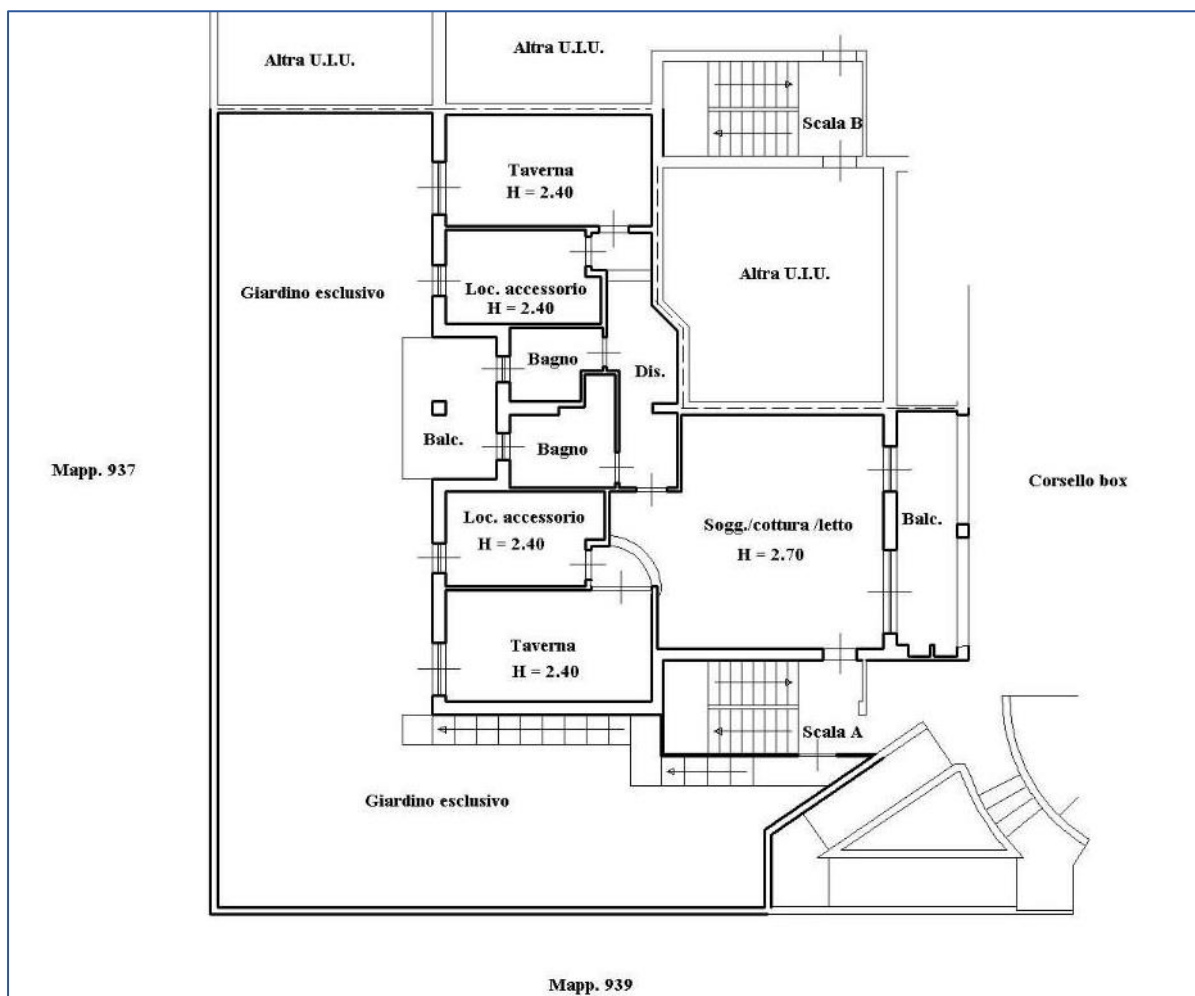 Altra U.I.U.
Altra U.I.U.
Scala B
Taverna
H = 2.40
Altra U.I.U.
Giardino esclusivo
Loc. accessorio
H = 2.40
Bagno
Dis.
Balc.
Bagno
Mapp. 937
Corsello box
Loc. accessorio
H = 2.40
Sogg./cottura /letto
H = 2.70
Balc.
Taverna
H = 2.40
Scala A
Giardino esclusivo
Mapp. 939